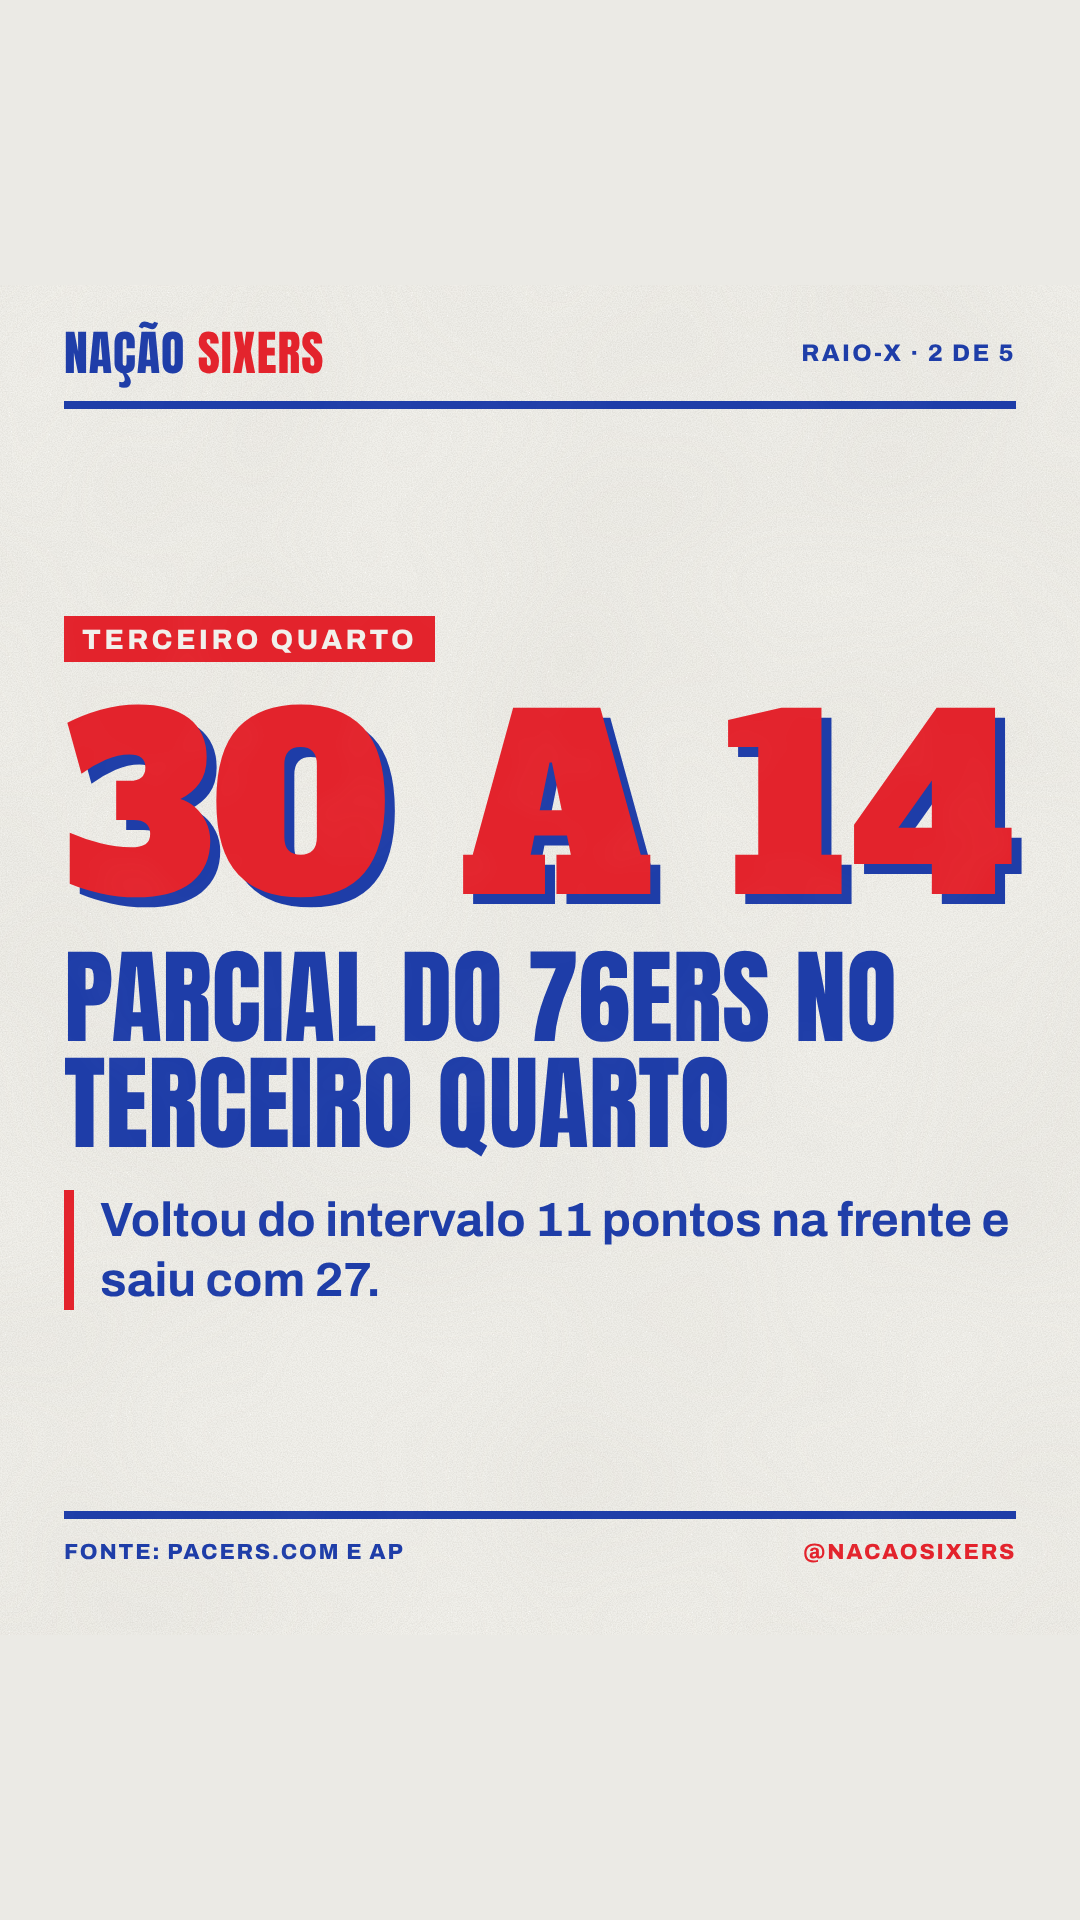 NAÇÃO SIXERS
RAIO-X · 2 DE 5
TERCEIRO QUARTO
30 A 14
PARCIAL DO 76ERS NO
TERCEIRO QUARTO
Voltou do intervalo 11 pontos na frente e
saiu com 27.
FONTE: PACERS.COM E AP
@NACAOSIXERS